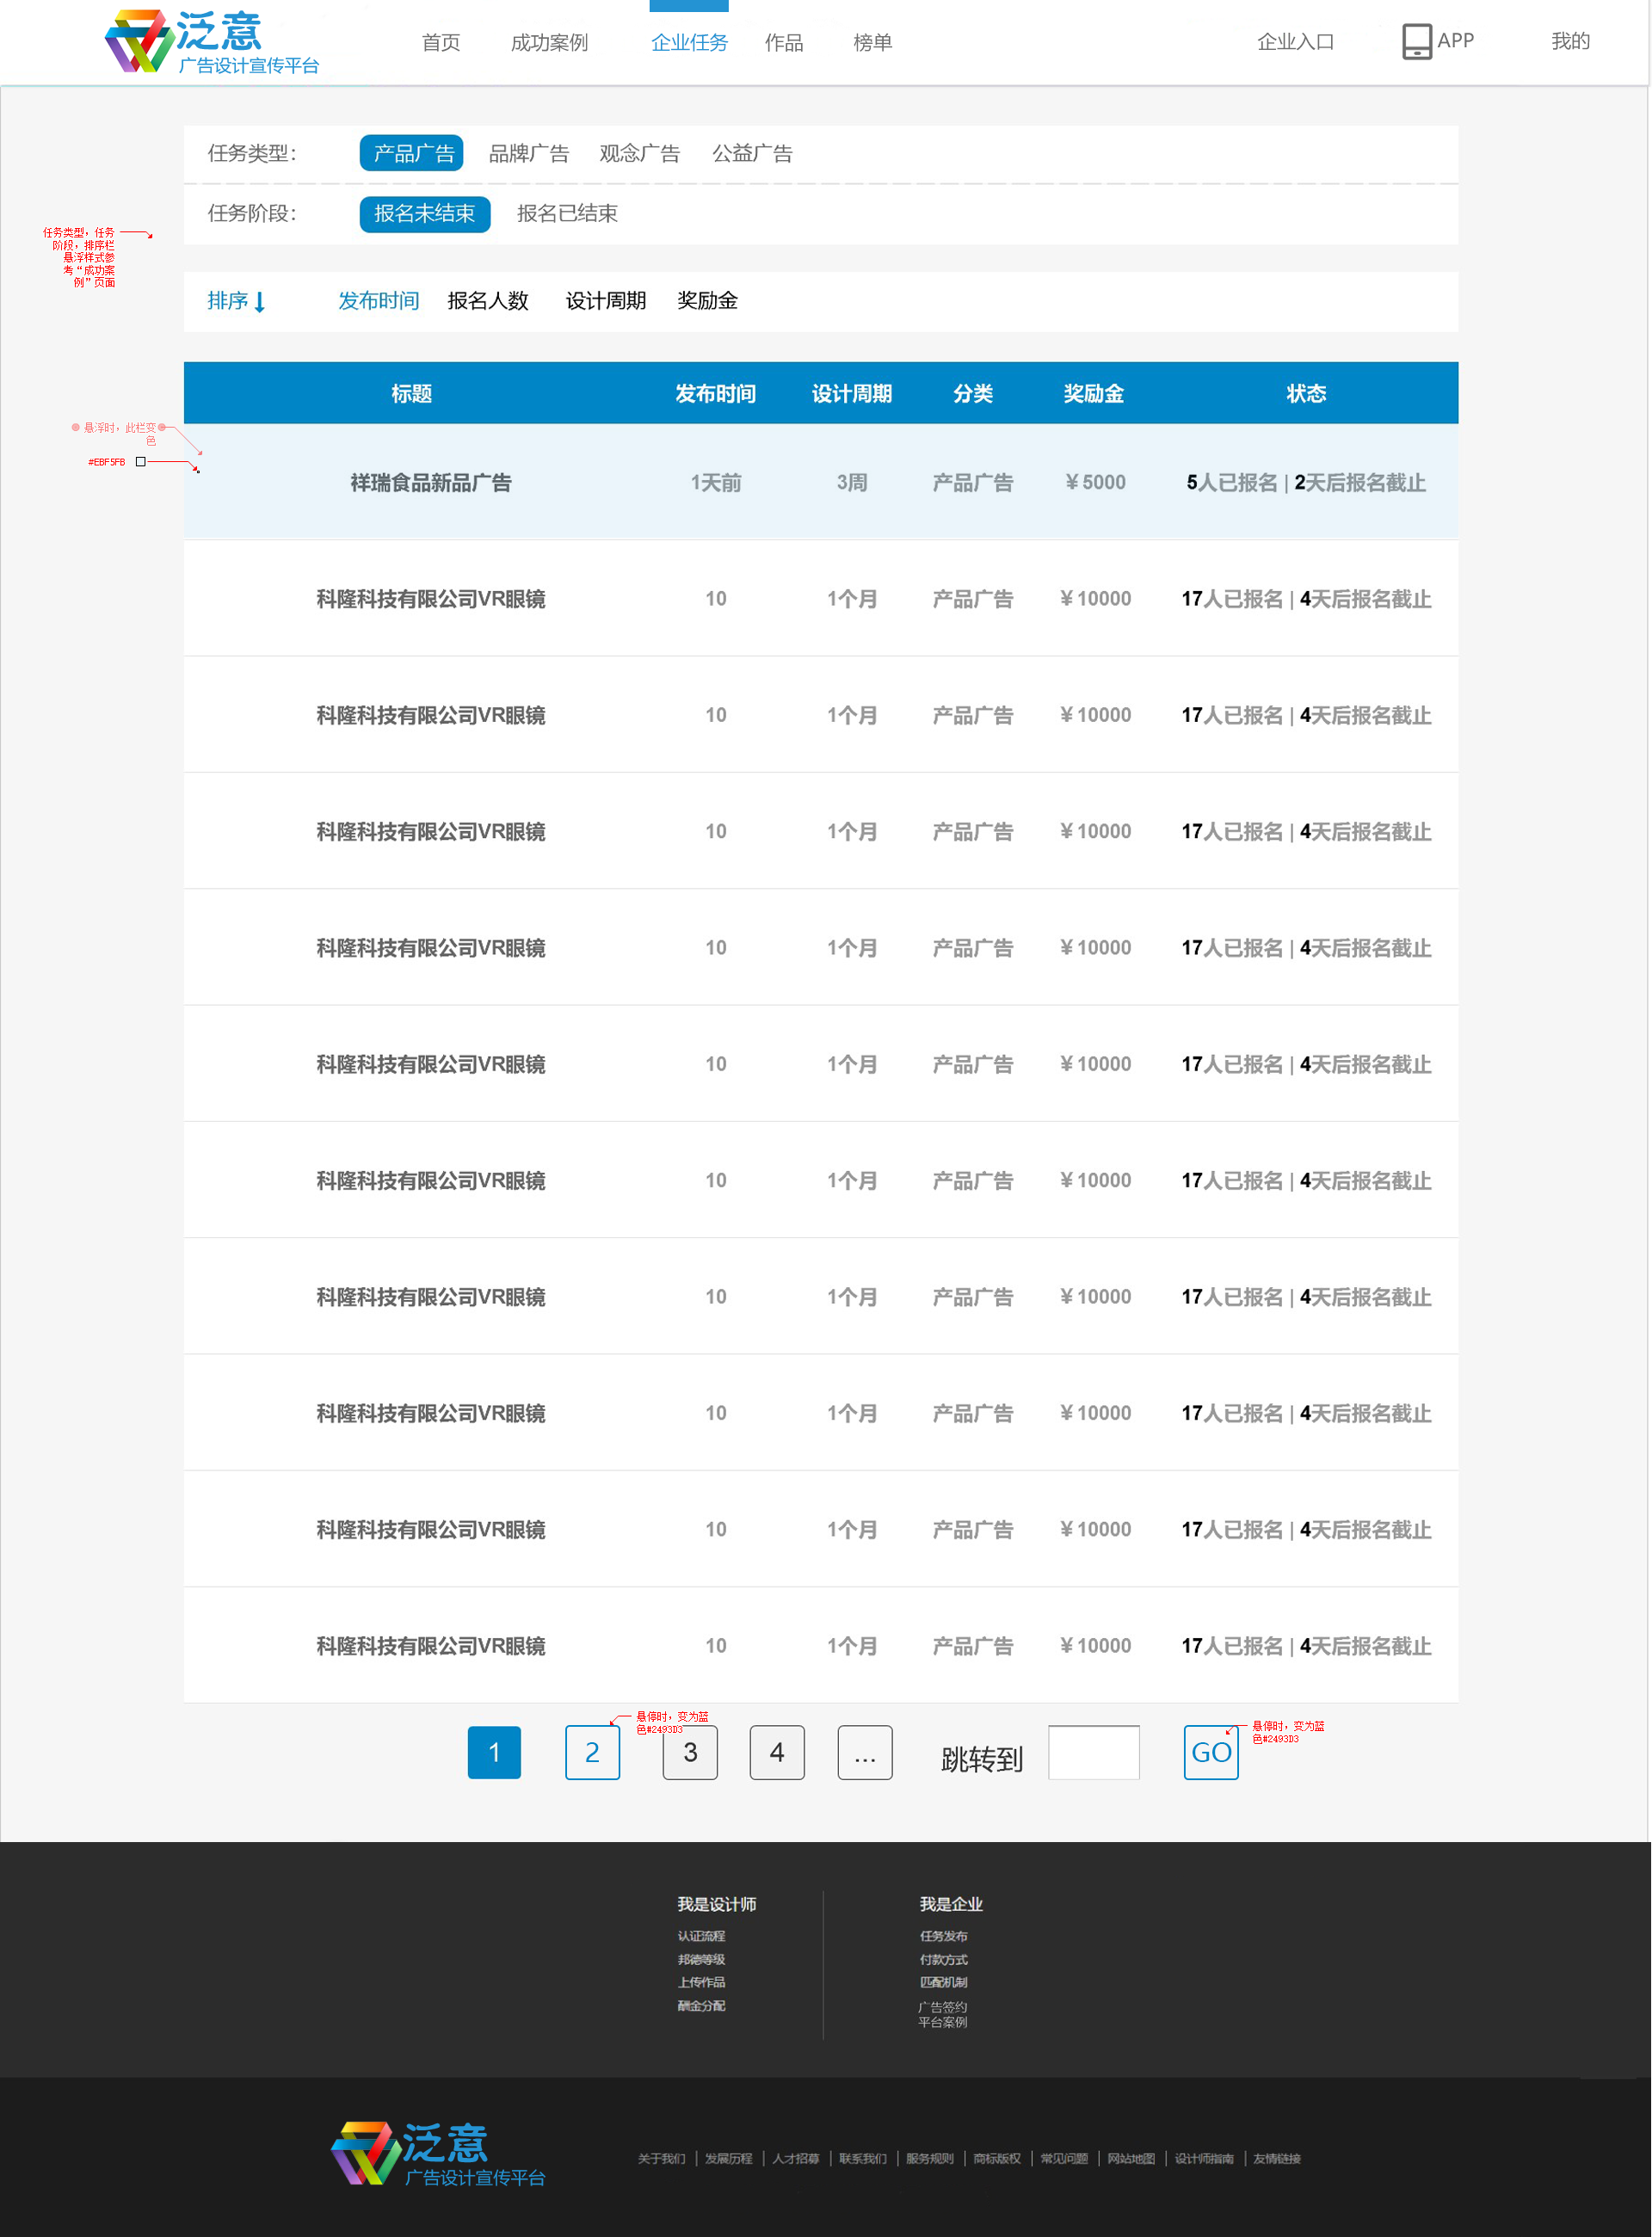 泛意
广告设计宣传平台
首页 成功案例 企业任务 作品 榜单 企业入口 APP 我的
任务类型： 产品广告 品牌广告 观念广告 公益广告
任务阶段： 报名未结束 报名已结束
任务类型，任务
阶段，排序栏
悬浮样式参
考“成功案
例”页面
排序 发布时间 报名人数 设计周期 奖励金
标题 发布时间 设计周期 分类 奖励金 状态
悬浮时，此栏变
色
#EBF5FB
祥瑞食品新品广告 1天前 3周 产品广告 ￥5000 5人已报名 | 2天后报名截止
科隆科技有限公司VR眼镜 10 1个月 产品广告 ￥10000 17人已报名 | 4天后报名截止
科隆科技有限公司VR眼镜 10 1个月 产品广告 ￥10000 17人已报名 | 4天后报名截止
科隆科技有限公司VR眼镜 10 1个月 产品广告 ￥10000 17人已报名 | 4天后报名截止
科隆科技有限公司VR眼镜 10 1个月 产品广告 ￥10000 17人已报名 | 4天后报名截止
科隆科技有限公司VR眼镜 10 1个月 产品广告 ￥10000 17人已报名 | 4天后报名截止
科隆科技有限公司VR眼镜 10 1个月 产品广告 ￥10000 17人已报名 | 4天后报名截止
科隆科技有限公司VR眼镜 10 1个月 产品广告 ￥10000 17人已报名 | 4天后报名截止
科隆科技有限公司VR眼镜 10 1个月 产品广告 ￥10000 17人已报名 | 4天后报名截止
科隆科技有限公司VR眼镜 10 1个月 产品广告 ￥10000 17人已报名 | 4天后报名截止
科隆科技有限公司VR眼镜 10 1个月 产品广告 ￥10000 17人已报名 | 4天后报名截止
悬停时，变为蓝
色#2493D3
悬停时，变为蓝
色#2493D3
1 2 3 4 ... 跳转到 GO
我是设计师
认证流程
邦德等级
上传作品
酬金分配
我是企业
任务发布
付款方式
匹配机制
广告签约
平台案例
泛意
广告设计宣传平台
关于我们 | 发展历程 | 人才招募 | 联系我们 | 服务规则 | 商标版权 | 常见问题 | 网站地图 | 设计师指南 | 友情链接